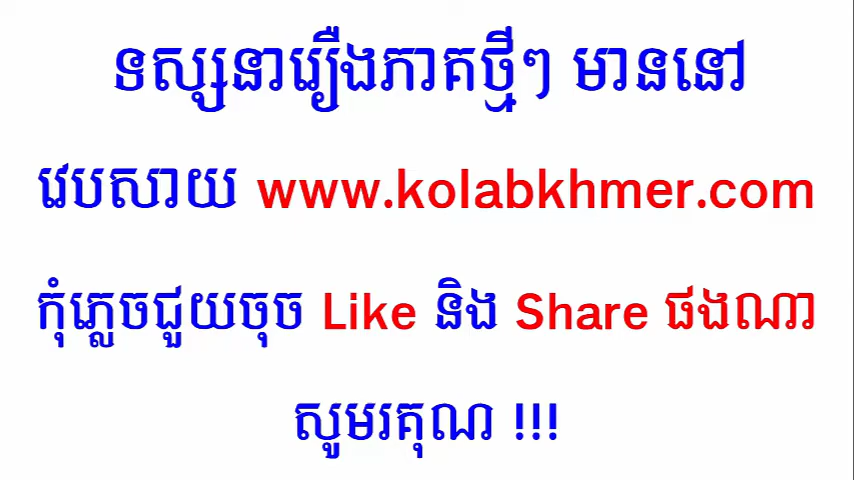 ទស្សនារឿងភាគថ្មីៗ មាននៅ
វេបសាយ www.kolabkhmer.com
កុំភ្លេចជួយចុច Like និង Share ផងណា
សូមរគុណ !!!